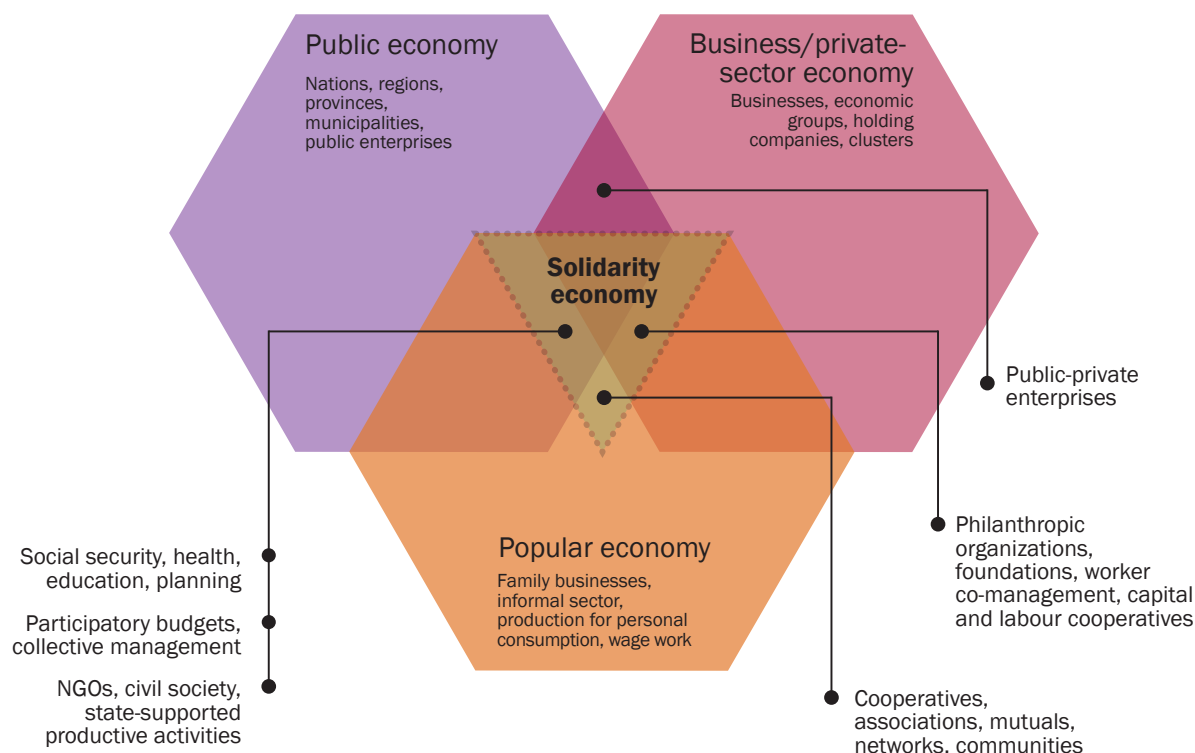 Public economy
Nations, regions,
provinces,
municipalities,
public enterprises
Business/private-
sector economy
Businesses, economic
groups, holding
companies, clusters
Solidarity
economy
Public-private
enterprises
Popular economy
Family businesses,
informal sector,
production for personal
consumption, wage work
Social security, health,
education, planning
Participatory budgets,
collective management
NGOs, civil society,
state-supported
productive activities
Philanthropic
organizations,
foundations, worker
co-management, capital
and labour cooperatives
Cooperatives,
associations, mutuals,
networks, communities